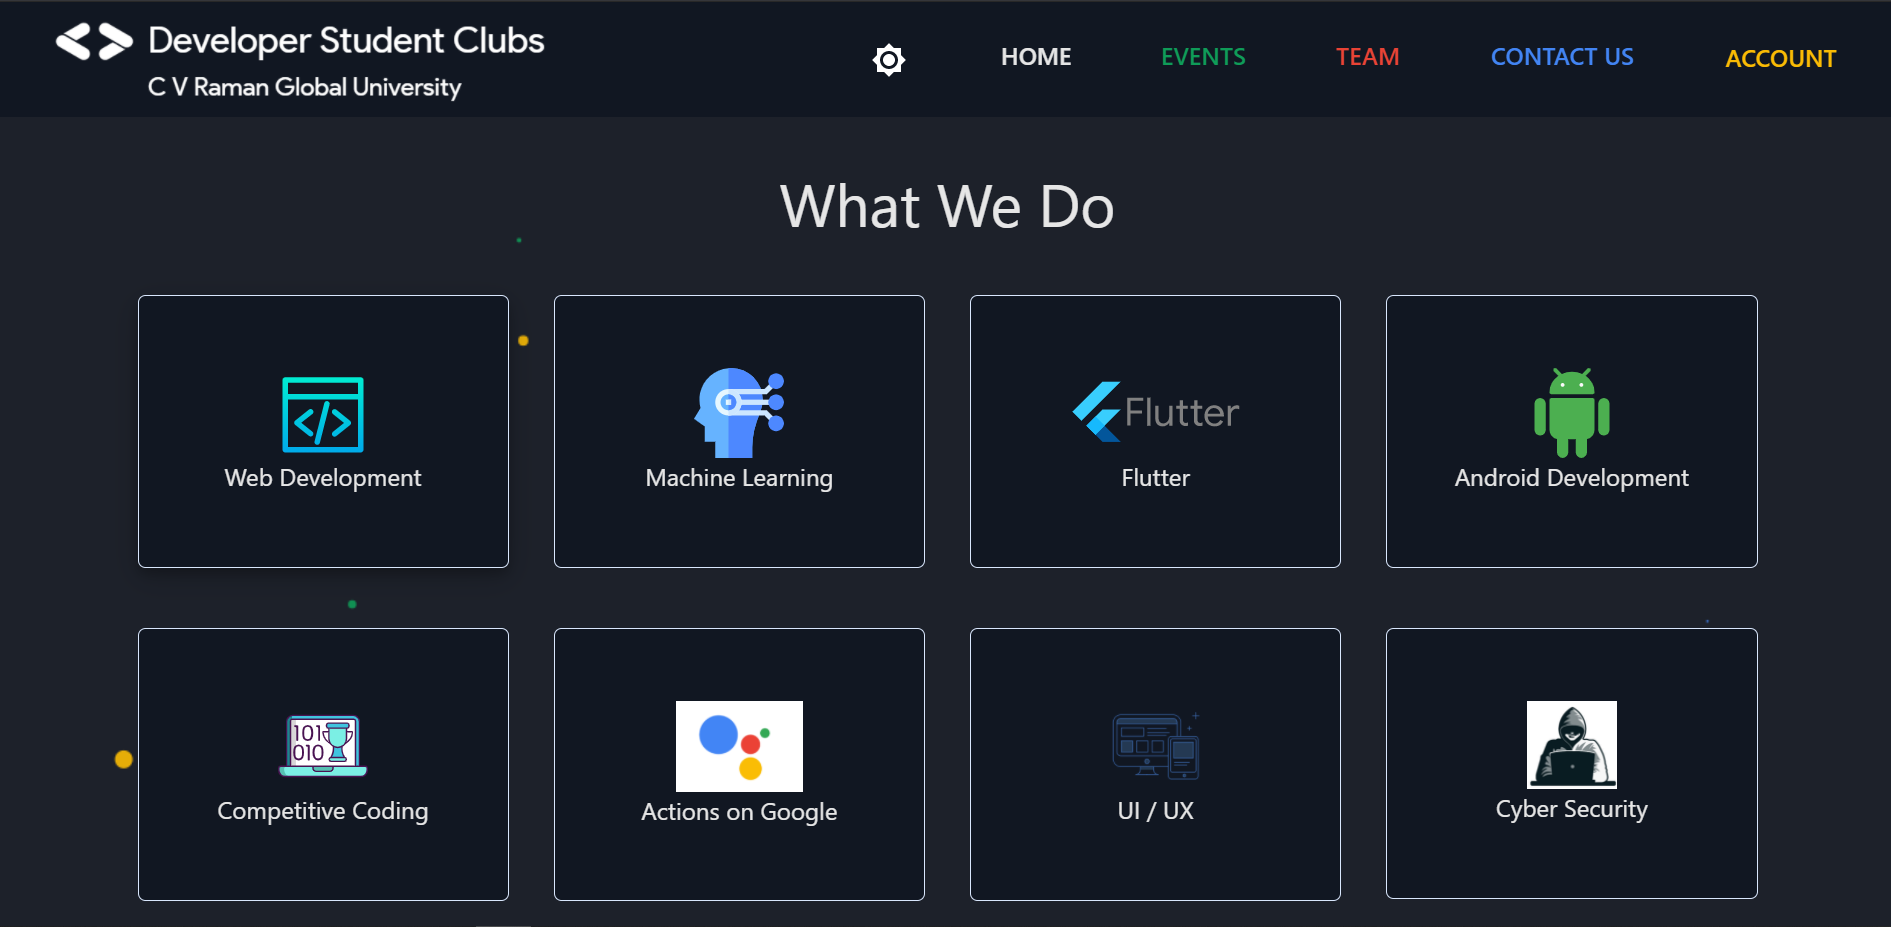 Developer Student Clubs
C V Raman Global University
HOME EVENTS TEAM CONTACT US ACCOUNT
What We Do
</>
Flutter
Web Development Machine Learning Flutter Android Development
101
010
Competitive Coding Actions on Google UI / UX Cyber Security